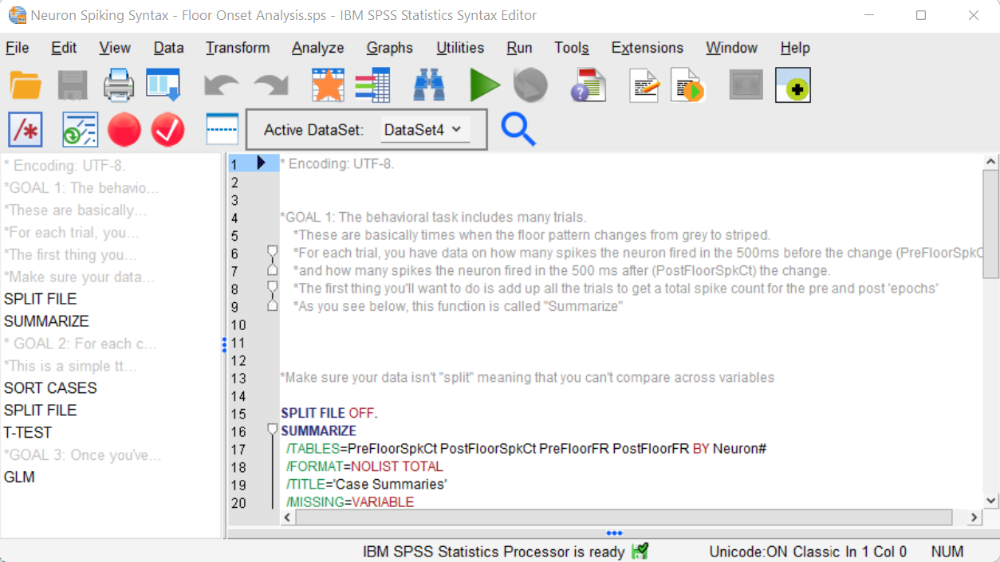 Neuron Spiking Syntax - Floor Onset Analysis.sps - IBM SPSS Statistics Syntax Editor
File Edit View Data Transform Analyze Graphs Utilities Run Tools Extensions Window Help
/*
Active DataSet: DataSet4
* Encoding: UTF-8.
*GOAL 1: The behavio...
*These are basically...
*For each trial, you...
*The first thing you...
*Make sure your data...
SPLIT FILE
SUMMARIZE
* GOAL 2: For each c...
*This is a simple tt...
SORT CASES
SPLIT FILE
T-TEST
*GOAL 3: Once you've...
GLM
1 * Encoding: UTF-8.
2
3
4 *GOAL 1: The behavioral task includes many trials.
5 *These are basically times when the floor pattern changes from grey to striped.
6 *For each trial, you have data on how many spikes the neuron fired in the 500ms before the change (PreFloorSpkC
7 *and how many spikes the neuron fired in the 500 ms after (PostFloorSpkCt) the change.
8 *The first thing you'll want to do is add up all the trials to get a total spike count for the pre and post 'epochs'
9 *As you see below, this function is called "Summarize"
10
11
12
13 *Make sure your data isn't "split" meaning that you can't compare across variables
14
15 SPLIT FILE OFF.
16 SUMMARIZE
17 /TABLES=PreFloorSpkCt PostFloorSpkCt PreFloorFR PostFloorFR BY Neuron#
18 /FORMAT=NOLIST TOTAL
19 /TITLE='Case Summaries'
20 /MISSING=VARIABLE
IBM SPSS Statistics Processor is ready Unicode:ON Classic In 1 Col 0 NUM